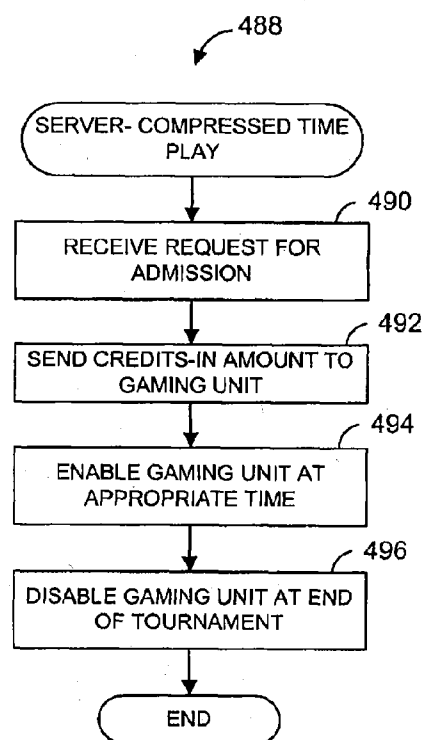 488
SERVER- COMPRESSED TIME
PLAY
490
RECEIVE REQUEST FOR
ADMISSION
492
SEND CREDITS-IN AMOUNT TO
GAMING UNIT
494
ENABLE GAMING UNIT AT
APPROPRIATE TIME
496
DISABLE GAMING UNIT AT END
OF TOURNAMENT
END